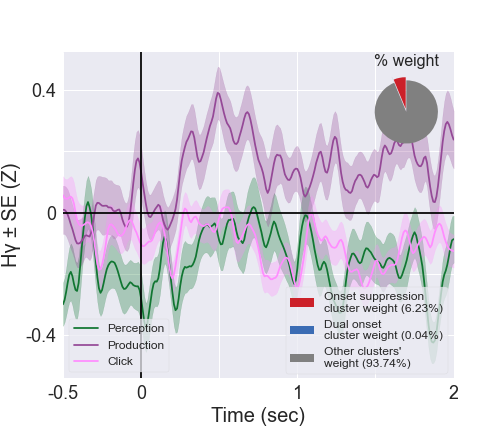 % weight
0.4
0
-0.4
Hγ ± SE (Z)
Perception
Production
Click
Onset suppression
cluster weight (6.23%)
Dual onset
cluster weight (0.04%)
Other clusters'
weight (93.74%)
-0.5
0
1
2
Time (sec)